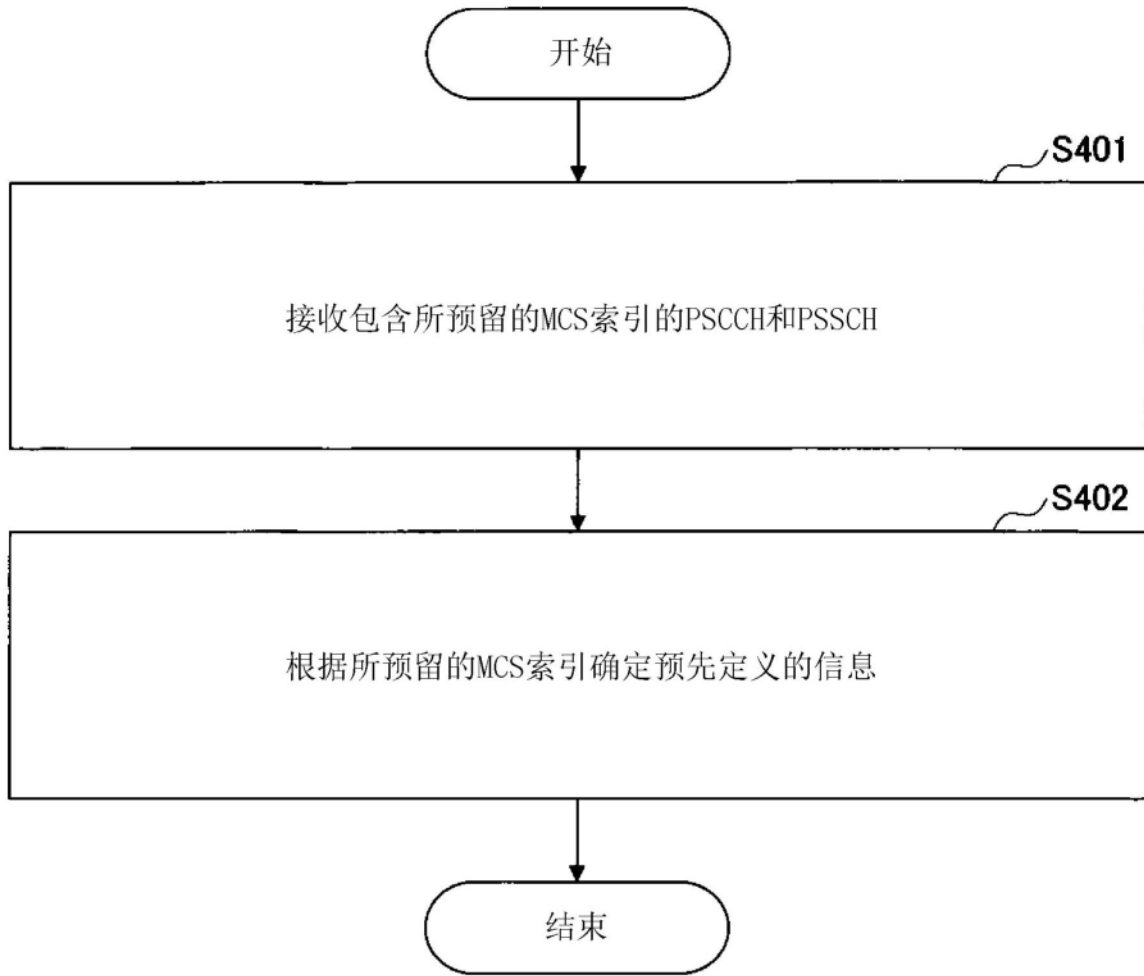 开始
S401
接收包含所预留的MCS索引的PSCCH和PSSCH
S402
根据所预留的MCS索引确定预先定义的信息
结束